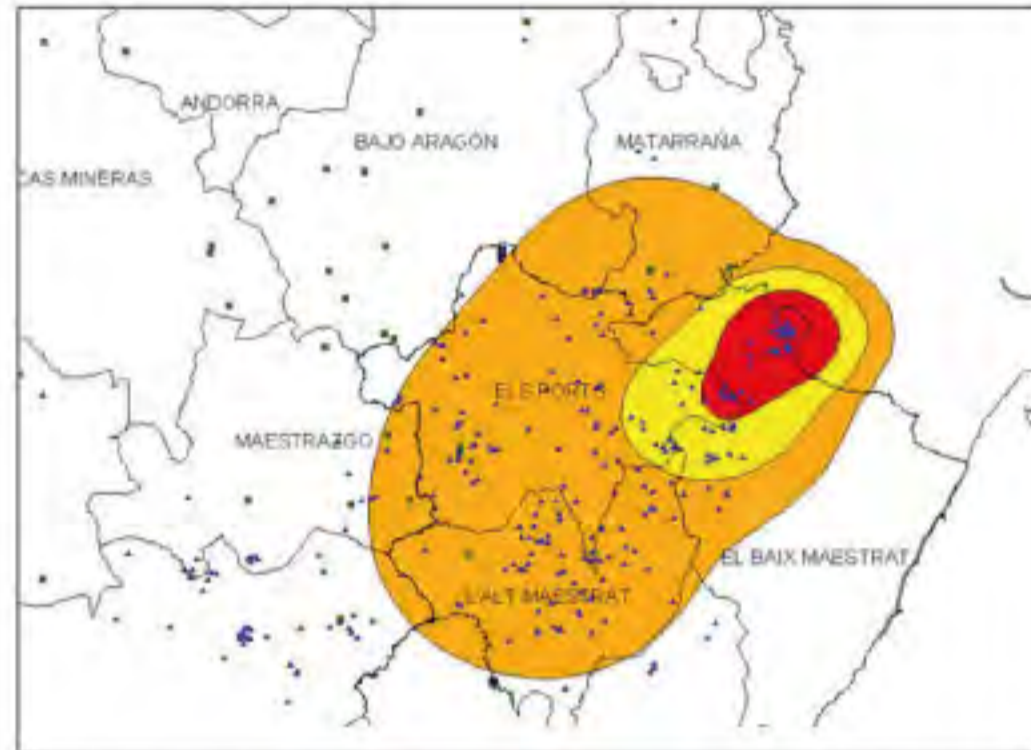 ANDORRA
BAJO ARAGÓN
MATARRAÑA
CAS MINERAS
ELS PORTS
MAESTRAZGO
EL BAIX MAESTRAT
L'ALT MAESTRAT